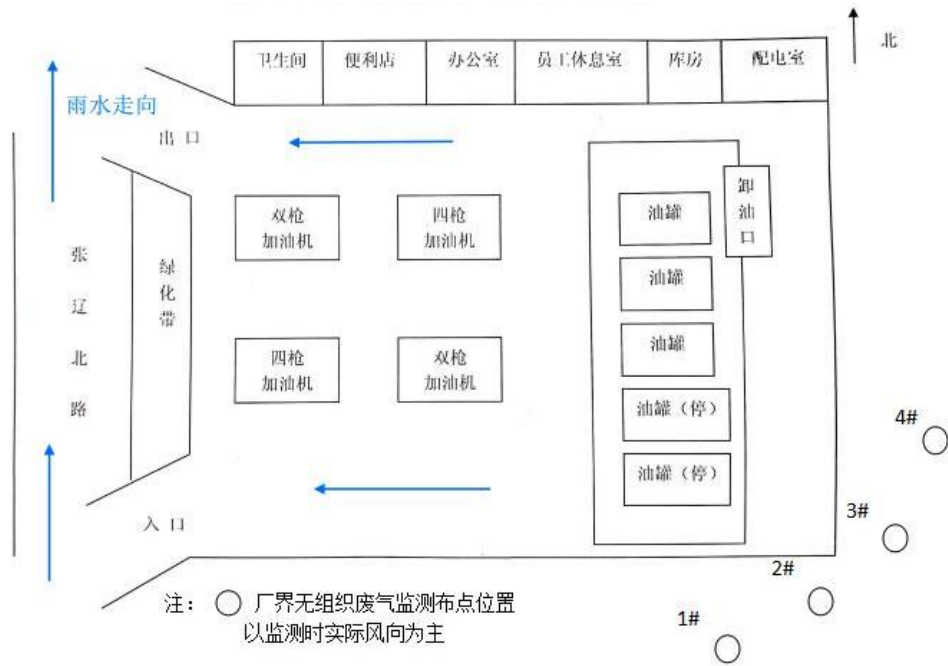 北
卫生间
便利店
办公室
员工休息室
库房
配电室
雨水走向
出口
双枪
加油机
四枪
加油机
油罐
卸油口
张辽北路
绿化带
油罐
四枪
加油机
双枪
加油机
油罐
油罐（停）
4#
油罐（停）
入口
3#
2#
注：○ 厂界无组织废气监测布点位置
以监测时实际风向为主
1#